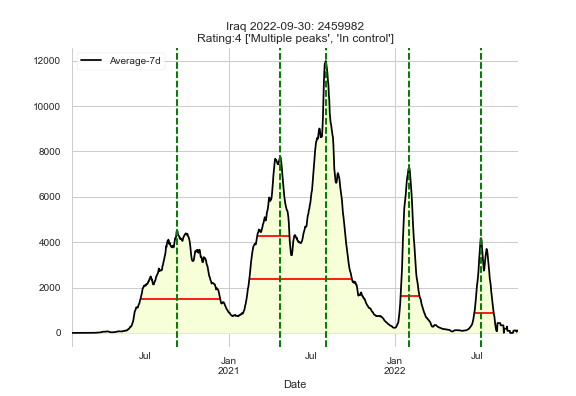 Iraq 2022-09-30: 2459982
Rating:4 ['Multiple peaks', 'In control']
Average-7d
12000
10000
8000
6000
4000
2000
0
Jul
Jan
2021
Jul
Jan
2022
Jul
Date